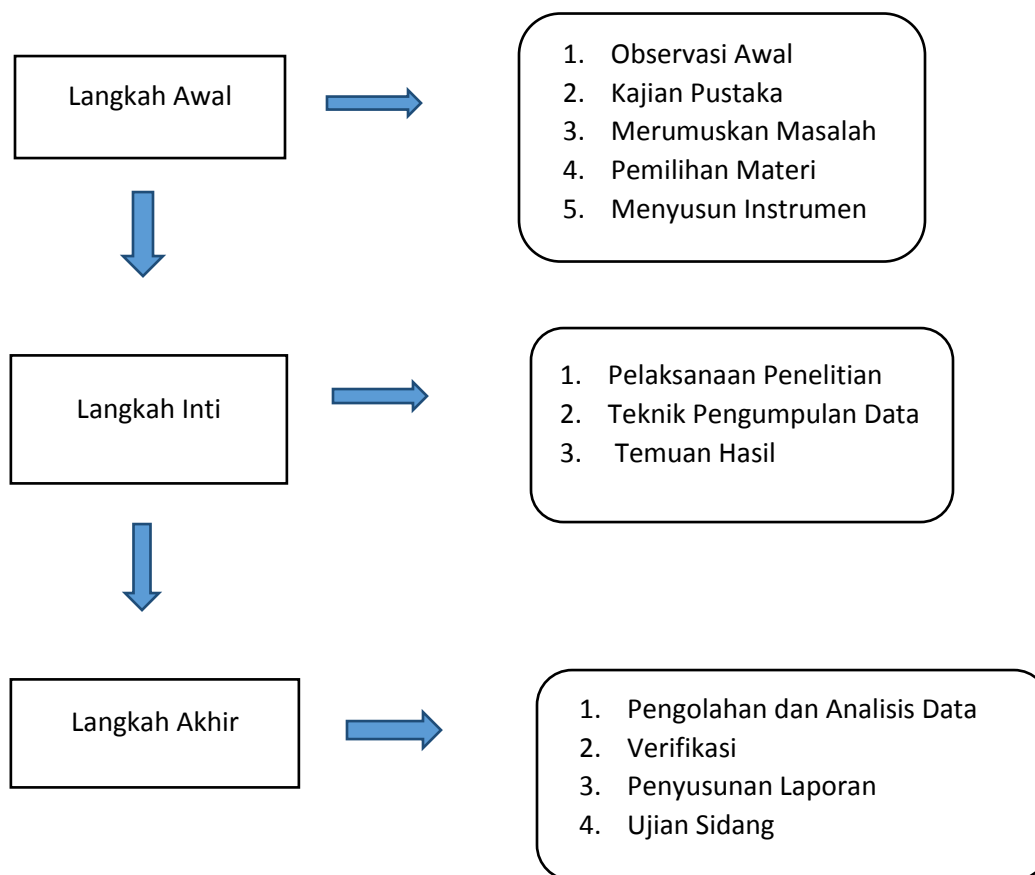 Langkah Awal
1. Observasi Awal
2. Kajian Pustaka
3. Merumuskan Masalah
4. Pemilihan Materi
5. Menyusun Instrumen
Langkah Inti
1. Pelaksanaan Penelitian
2. Teknik Pengumpulan Data
3. Temuan Hasil
Langkah Akhir
1. Pengolahan dan Analisis Data
2. Verifikasi
3. Penyusunan Laporan
4. Ujian Sidang